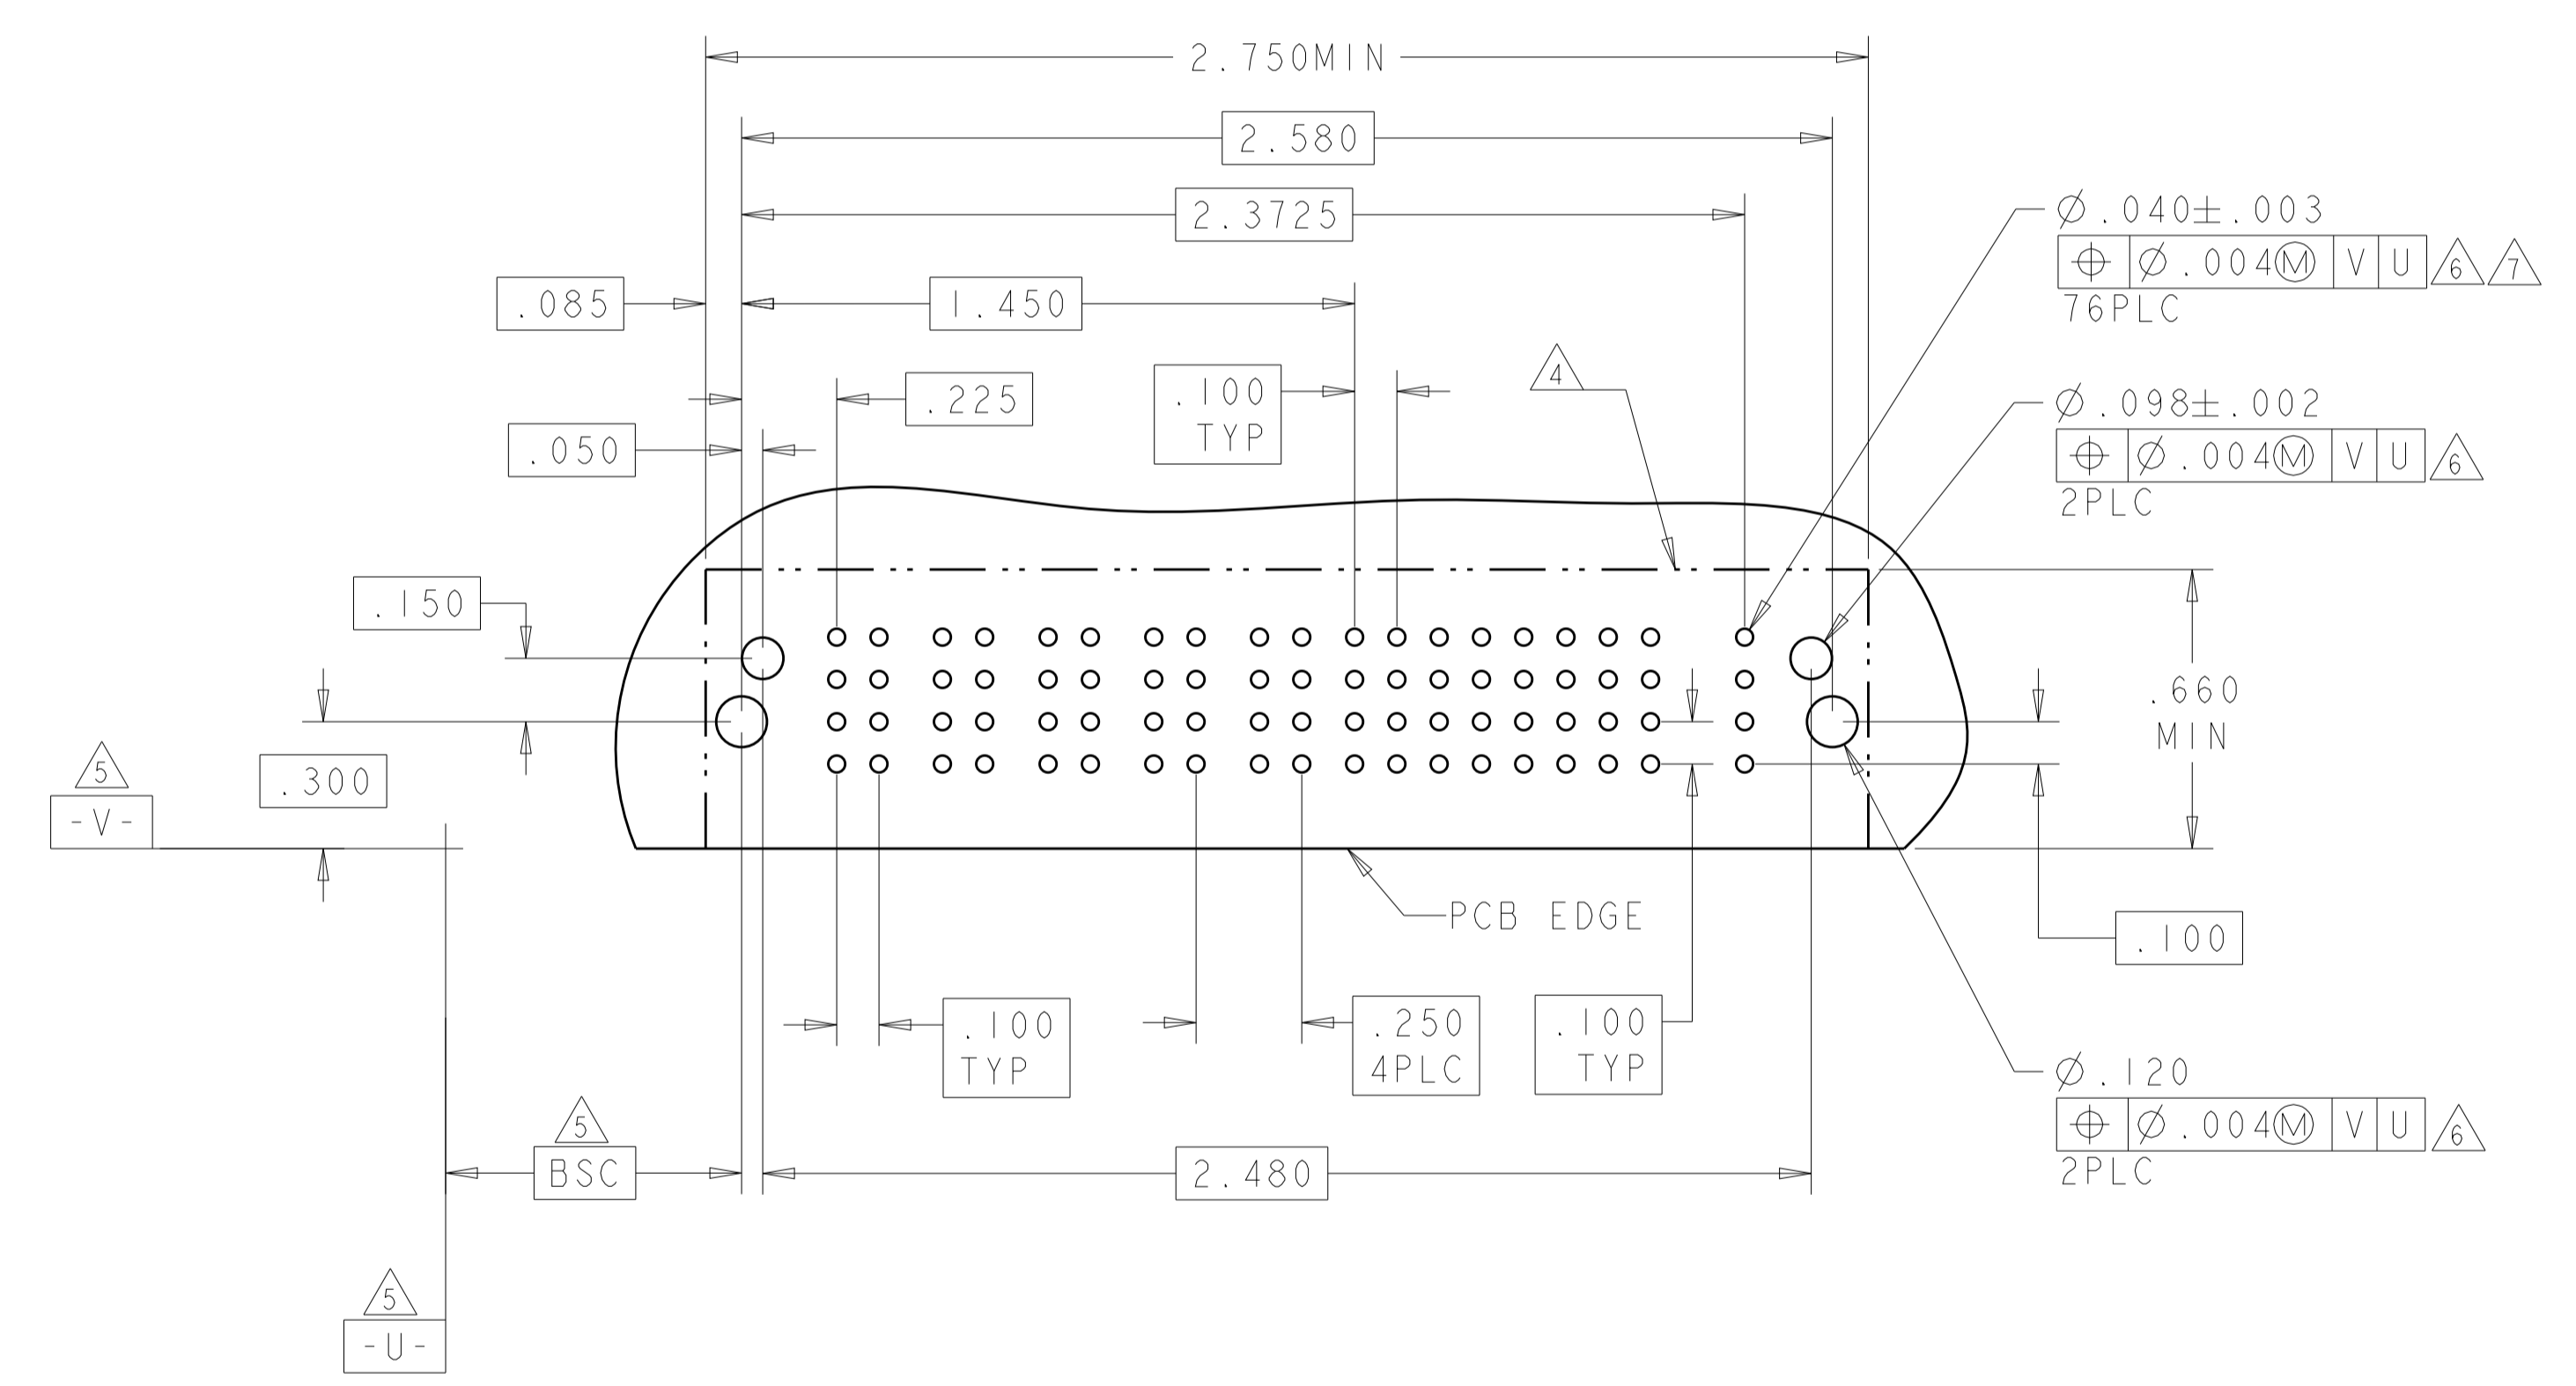 2.750MIN
2.580
2.3725
Ø.040±.003
⌖ Ø.004Ⓜ V U 6 7
76PLC
.085
1.450
4
.100
TYP
.225
Ø.098±.002
⌖ Ø.004Ⓜ V U 6
2PLC
.050
.150
.660
MIN
5
-V-
.300
PCB EDGE
.100
.100
TYP
.250
4PLC
.100
TYP
Ø.120
⌖ Ø.004Ⓜ V U 6
2PLC
5
BSC
2.480
5
-U-